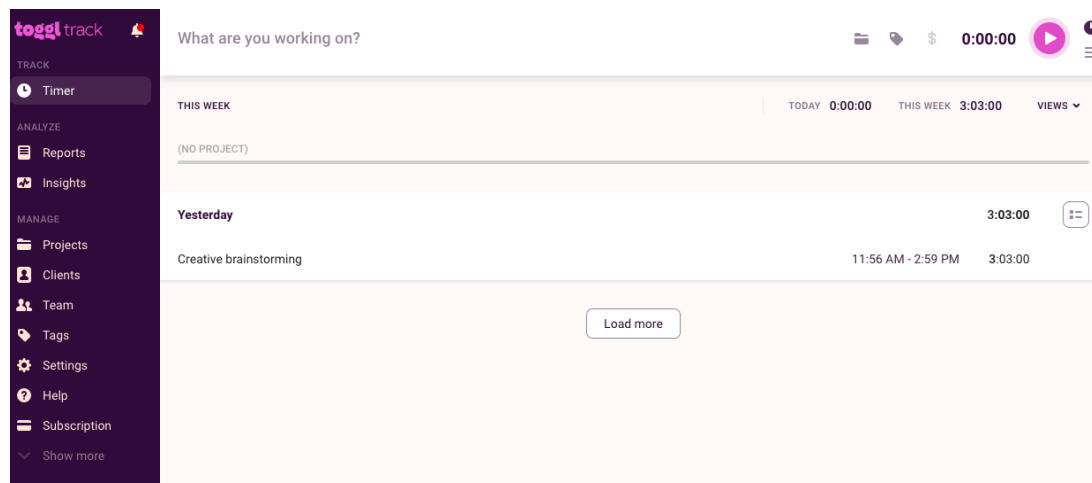 toggl track
What are you working on?
$
0:00:00
TRACK
Timer
THIS WEEK
TODAY 0:00:00
THIS WEEK 3:03:00
VIEWS
ANALYZE
Reports
Insights
(NO PROJECT)
MANAGE
Projects
Clients
Team
Tags
Settings
Help
Subscription
Show more
Yesterday 3:03:00
Creative brainstorming 11:56 AM - 2:59 PM 3:03:00
Load more